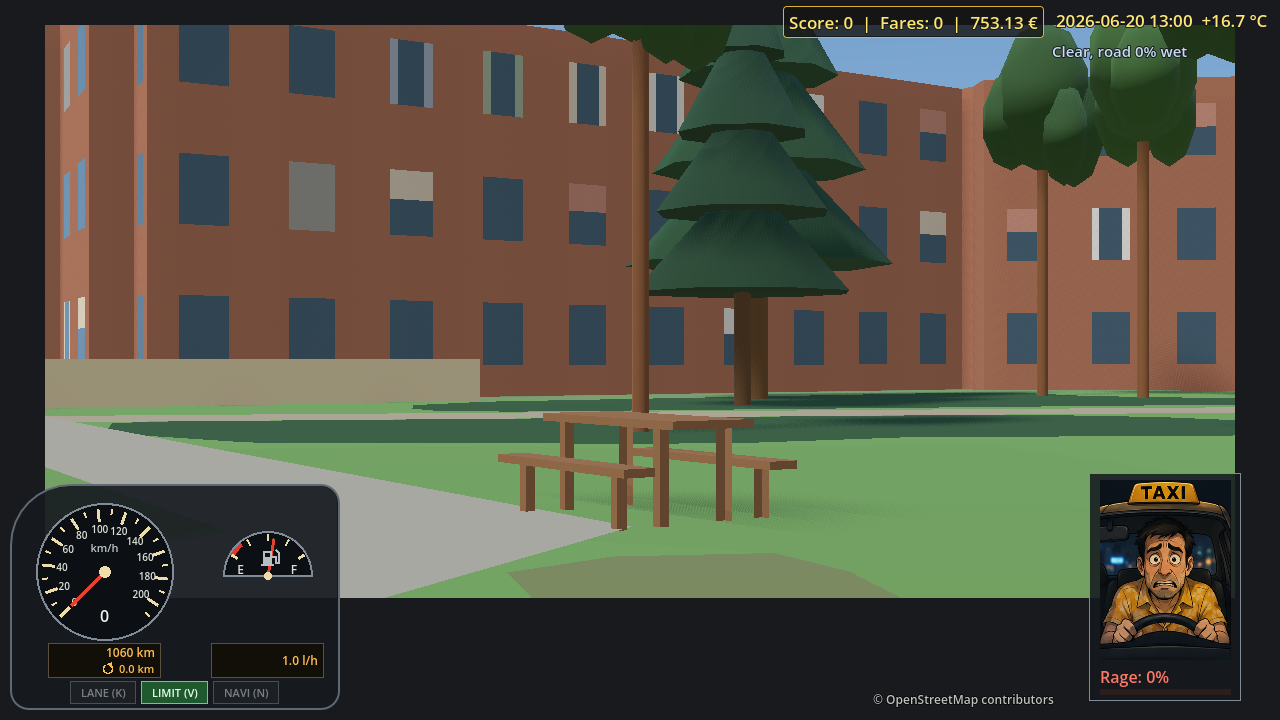 Score: 0 | Fares: 0 | 753.13 €
2026-06-20 13:00 +16.7 °C
Clear, road 0% wet
0 20 40 60 80 100 120 140 160 180 200
km/h
0
E F
1060 km
0.0 km
1.0 l/h
LANE (K)
LIMIT (V)
NAVI (N)
TAXI
Rage: 0%
© OpenStreetMap contributors